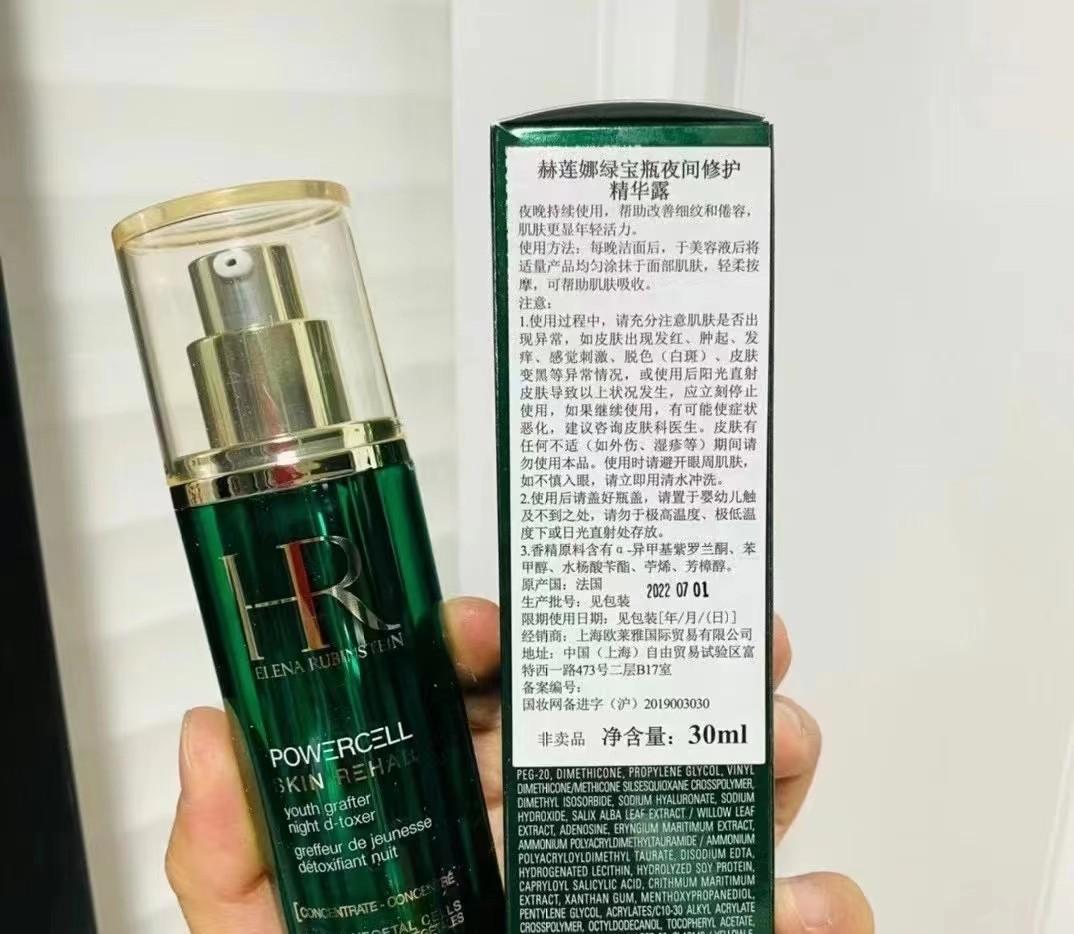 HR
ELENA RUBINSTEIN
POWERCELL
SKIN REHAB
youth grafter
night d-toxer
greffeur de jeunesse
détoxifiant nuit
[CONCENTRATE - CONCENTRÉ
VEGETAL CELLS
赫莲娜绿宝瓶夜间修护
精华露
夜晚持续使用，帮助改善细纹和倦容，
肌肤更显年轻活力。
使用方法：每晚洁面后，于美容液后将
适量产品均匀涂抹于面部肌肤，轻柔按
摩，可帮助肌肤吸收。
注意：
1.使用过程中，请充分注意肌肤是否出
现异常，如皮肤出现发红、肿起、发
痒、感觉刺激、脱色（白斑）、皮肤
变黑等异常情况，或使用后阳光直射
皮肤导致以上状况发生，应立刻停止
使用，如果继续使用，有可能使症状
恶化，建议咨询皮肤科医生。皮肤有
任何不适（如外伤、湿疹等）期间请
勿使用本品。使用时请避开眼周肌肤，
如不慎入眼，请立即用清水冲洗。
2.使用后请盖好瓶盖，请置于婴幼儿触
及不到之处，请勿于极高温度、极低温
度下或日光直射处存放。
3.香精原料含有α-异甲基紫罗兰酮、苯
甲醇、水杨酸苄酯、苧烯、芳樟醇。
原产国：法国
生产批号：见包装 2022 07 01
限期使用日期：见包装[年/月/(日)]
经销商：上海欧莱雅国际贸易有限公司
地址：中国（上海）自由贸易试验区富
特西一路473号二层B17室
备案编号：
国妆网备进字（沪）2019003030
非卖品 净含量：30ml
PEG-20, DIMETHICONE, PROPYLENE GLYCOL, VINYL
DIMETHICONE/METHICONE SILSESQUIOXANE CROSSPOLYMER,
DIMETHYL ISOSORBIDE, SODIUM HYALURONATE, SODIUM
HYDROXIDE, SALIX ALBA LEAF EXTRACT / WILLOW LEAF
EXTRACT, ADENOSINE, ERYNGIUM MARITIMUM EXTRACT,
AMMONIUM POLYACRYLDIMETHYLTAURAMIDE / AMMONIUM
POLYACRYLOYLDIMETHYL TAURATE, DISODIUM EDTA,
HYDROGENATED LECITHIN, HYDROLYZED SOY PROTEIN,
CAPRYLOYL SALICYLIC ACID, CRITHMUM MARITIMUM
EXTRACT, XANTHAN GUM, MENTHOXYPROPANEDIOL,
PENTYLENE GLYCOL, ACRYLATES/C10-30 ALKYL ACRYLATE
CROSSPOLYMER, OCTYLDODECANOL, TOCOPHERYL ACETATE,